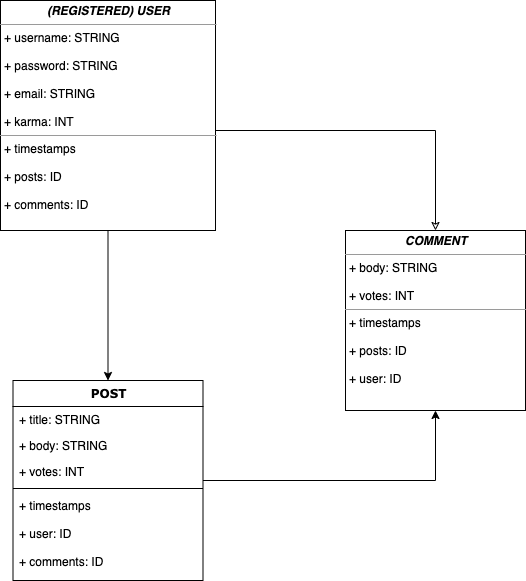 (REGISTERED) USER
+ username: STRING
+ password: STRING
+ email: STRING
+ karma: INT
+ timestamps
+ posts: ID
+ comments: ID
COMMENT
+ body: STRING
+ votes: INT
+ timestamps
+ posts: ID
+ user: ID
POST
+ title: STRING
+ body: STRING
+ votes: INT
+ timestamps
+ user: ID
+ comments: ID